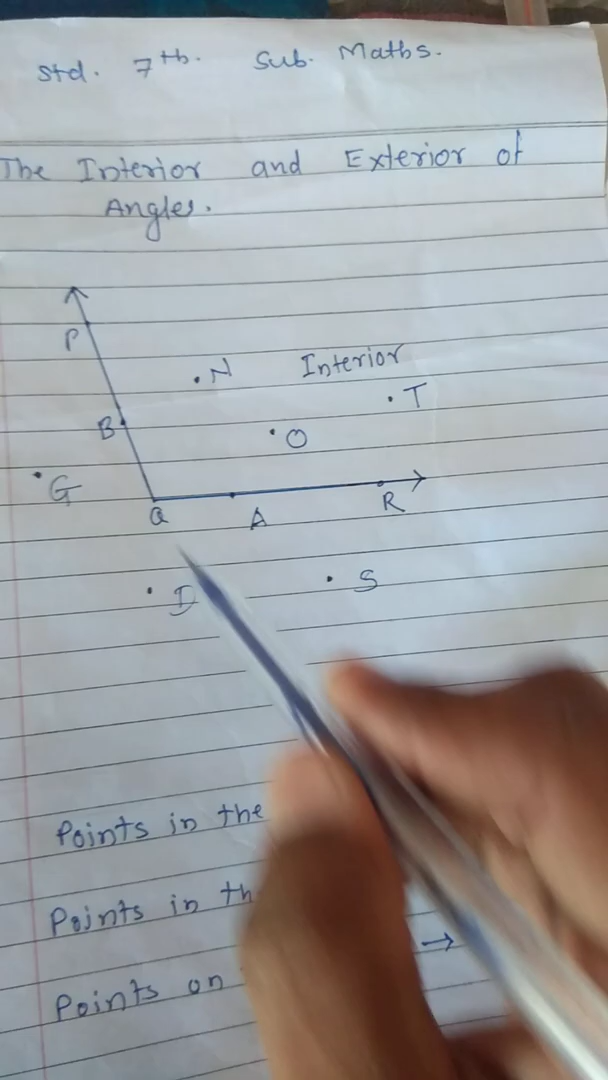 Std. 7th. Sub. Maths.
The Interior and Exterior of
Angles.
P
N Interior
T
B O
G
Q A R
D S
Points in the
Points in th
→
Points on